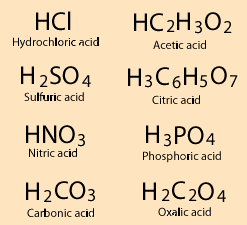 HCl
Hydrochloric acid
HC2H3O2
Acetic acid
H2SO4
Sulfuric acid
H3C6H5O7
Citric acid
HNO3
Nitric acid
H3PO4
Phosphoric acid
H2CO3
Carbonic acid
H2C2O4
Oxalic acid